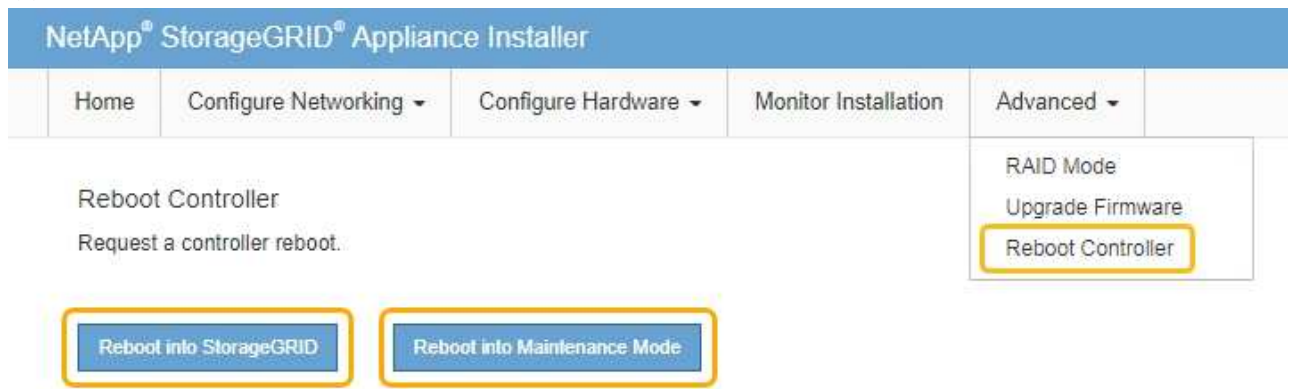 NetApp® StorageGRID® Appliance Installer
Home Configure Networking Configure Hardware Monitor Installation Advanced
RAID Mode
Upgrade Firmware
Reboot Controller
Reboot Controller
Request a controller reboot.
Reboot into StorageGRID Reboot into Maintenance Mode